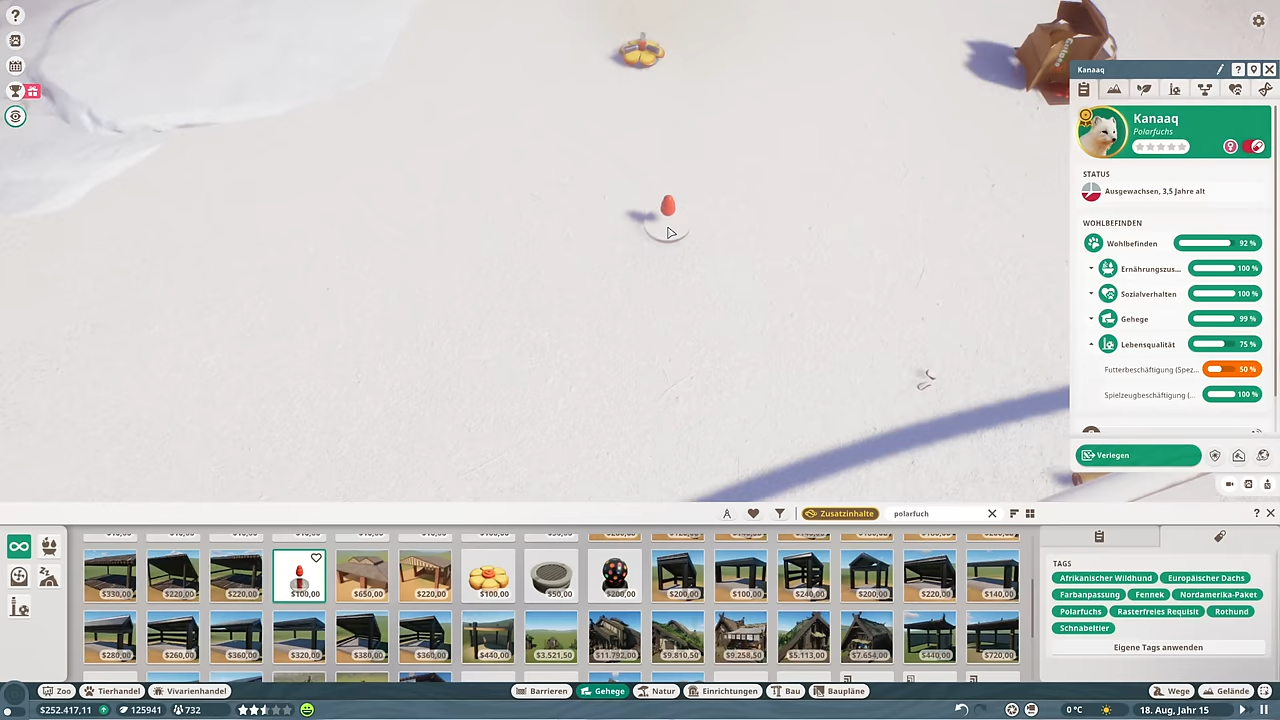 Kanaaq
Kanaaq
Polarfuchs
STATUS
Ausgewachsen, 3,5 Jahre alt
WOHLBEFINDEN
Wohlbefinden 92 %
Ernährungszus... 100 %
Sozialverhalten 100 %
Gehege 99 %
Lebensqualität 75 %
Futterbeschäftigung (Spez... 50 %
Spielzeugbeschäftigung (... 100 %
Verlegen
Zusatzinhalte polarfuch
$330,00 $220,00 $220,00 $100,00 $650,00 $220,00 $100,00 $50,00 $200,00 $200,00 $100,00 $240,00 $200,00 $220,00 $140,00
$280,00 $260,00 $360,00 $320,00 $380,00 $360,00 $440,00 $3.521,50 $11.792,00 $9.810,50 $9.258,50 $5.113,00 $7.654,00 $440,00 $720,00
TAGS
Afrikanischer Wildhund Europäischer Dachs
Farbanpassung Fennek Nordamerika-Paket
Polarfuchs Rasterfreies Requisit Rothund
Schnabeltier
Eigene Tags anwenden
Zoo Tierhandel Vivarienhandel Barrieren Gehege Natur Einrichtungen Bau Baupläne Wege Gelände
$252.417,11 125941 732 0 °C 18. Aug, Jahr 15